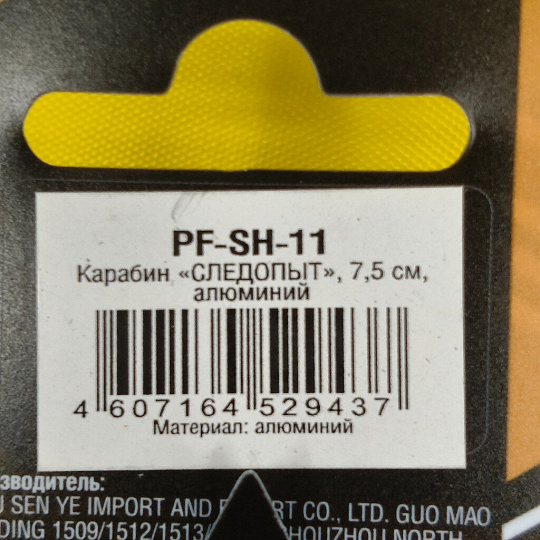 PF-SH-11
Карабин «СЛЕДОПЫТ», 7,5 см,
алюминий
4 607164 529437
Материал: алюминий
SEN YE IMPORT AND CO., LTD. GUO MAO
1509/1512/1513/ NORTH